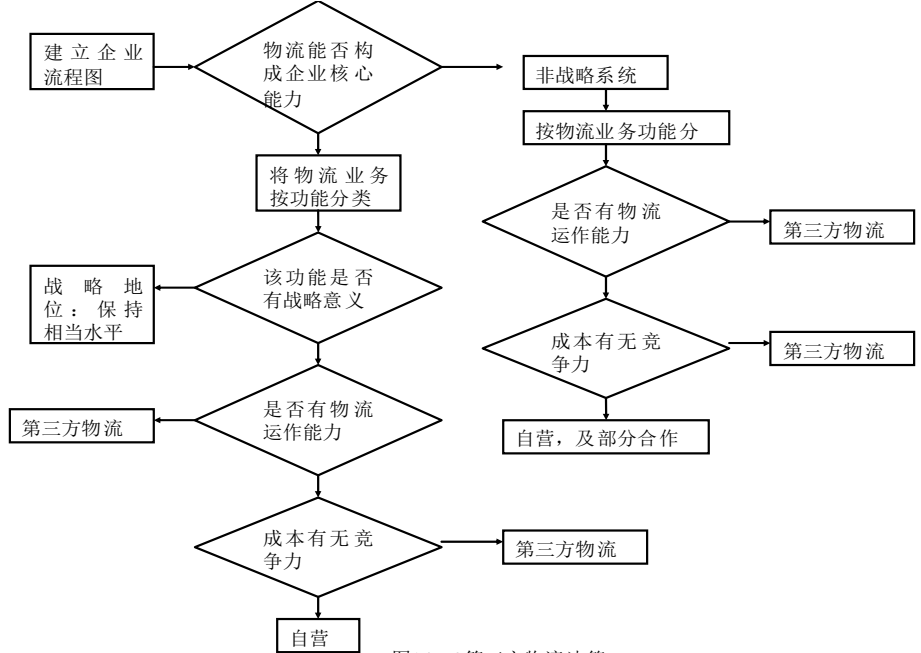 建立企业
流程图
物流能否构
成企业核心
能力
非战略系统
按物流业务功能分
将物流业务
按功能分类
是否有物流
运作能力
第三方物流
该功能是否
有战略意义
战略地
位：保持
相当水平
成本有无竞
争力
第三方物流
是否有物流
运作能力
第三方物流
自营，及部分合作
成本有无竞
争力
第三方物流
自营